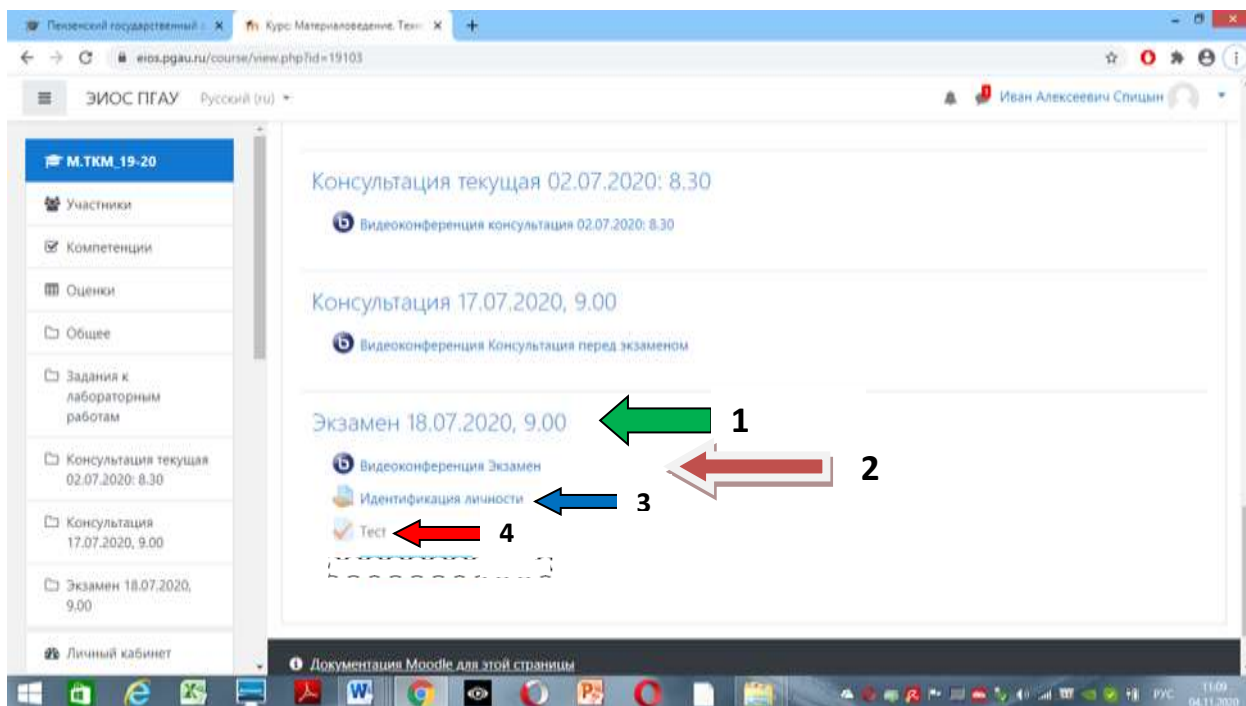 Пензенский государственный
Курс: Материаловедение. Техн
eios.pgau.ru/course/view.php?id=19103
ЭИОС ПГАУ Русский (ru)
Иван Алексеевич Спицын
М.ТКМ_19-20
Участники
Компетенции
Оценки
Общее
Задания к
лабораторным
работам
Консультация текущая
02.07.2020: 8.30
Консультация
17.07.2020, 9.00
Экзамен 18.07.2020,
9.00
Личный кабинет
Консультация текущая 02.07.2020: 8.30
Видеоконференция консультация 02.07.2020: 8.30
Консультация 17.07.2020, 9.00
Видеоконференция Консультация перед экзаменом
Экзамен 18.07.2020, 9.00
1
Видеоконференция Экзамен
2
Идентификация личности
3
Тест
4
Документация Moodle для этой страницы
РУС
11:09
04.11.2020